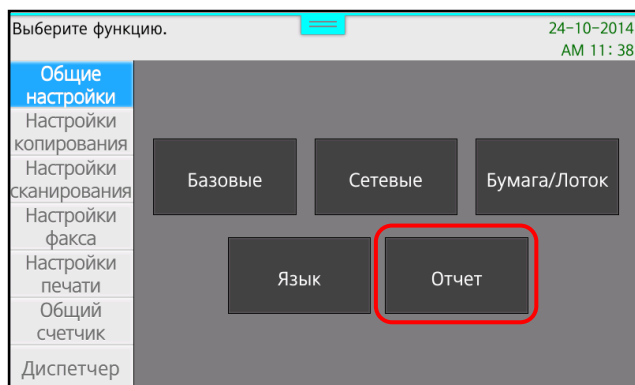 Выберите функцию.
24-10-2014
AM 11: 38
Общие
настройки
Настройки
копирования
Настройки
сканирования
Настройки
факса
Настройки
печати
Общий
счетчик
Диспетчер
Базовые
Сетевые
Бумага/Лоток
Язык
Отчет